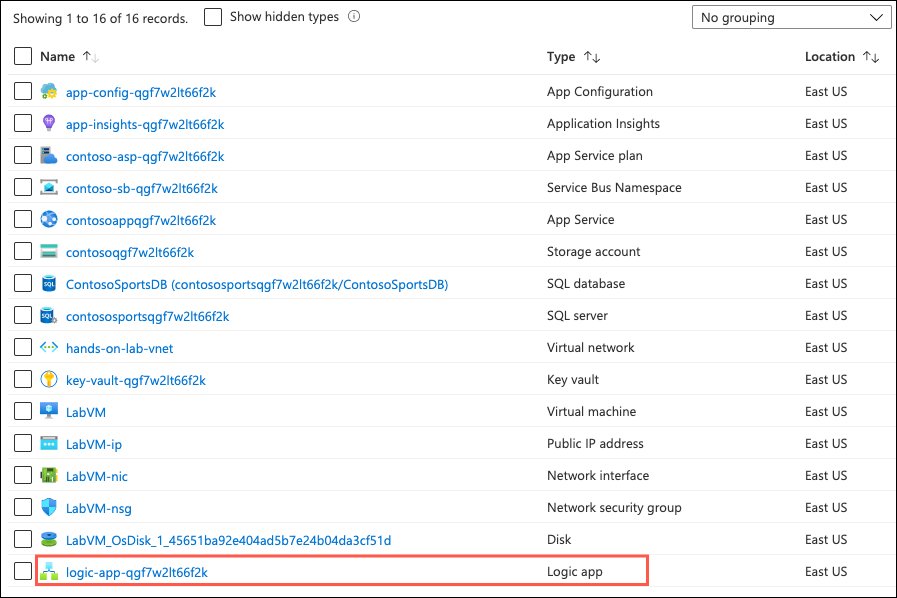 Showing 1 to 16 of 16 records. Show hidden types No grouping
Name Type Location
app-config-qgf7w2lt66f2k App Configuration East US
app-insights-qgf7w2lt66f2k Application Insights East US
contoso-asp-qgf7w2lt66f2k App Service plan East US
contoso-sb-qgf7w2lt66f2k Service Bus Namespace East US
contosoappqgf7w2lt66f2k App Service East US
contosoqgf7w2lt66f2k Storage account East US
ContosoSportsDB (contososportsqgf7w2lt66f2k/ContosoSportsDB) SQL database East US
contososportsqgf7w2lt66f2k SQL server East US
hands-on-lab-vnet Virtual network East US
key-vault-qgf7w2lt66f2k Key vault East US
LabVM Virtual machine East US
LabVM-ip Public IP address East US
LabVM-nic Network interface East US
LabVM-nsg Network security group East US
LabVM_OsDisk_1_45651ba92e404ad5b7e24b04da3cf51d Disk East US
logic-app-qgf7w2lt66f2k Logic app East US